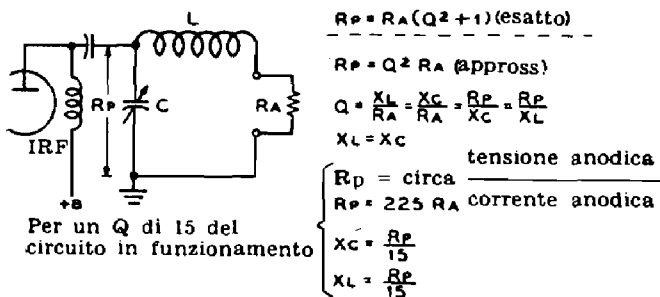 L
RP
C
RA
IRF
+B
Per un Q di 15 del
circuito in funzionamento
RP = RA(Q²+1)(esatto)
RP = Q² RA (appross)
Q = XL/RA = XC/RA = RP/XC = RP/XL
XL = XC
Rp = circa tensione anodica / corrente anodica
RP = 225 RA
XC = RP/15
XL = RP/15